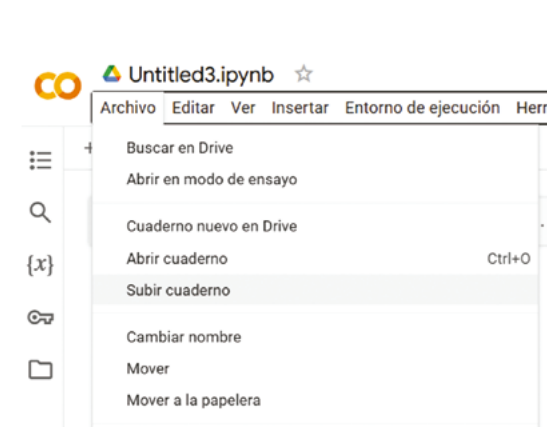 Untitled3.ipynb
Archivo Editar Ver Insertar Entorno de ejecución Herr
+
Buscar en Drive
Abrir en modo de ensayo
Cuaderno nuevo en Drive
Abrir cuaderno Ctrl+O
Subir cuaderno
{x}
Cambiar nombre
Mover
Mover a la papelera